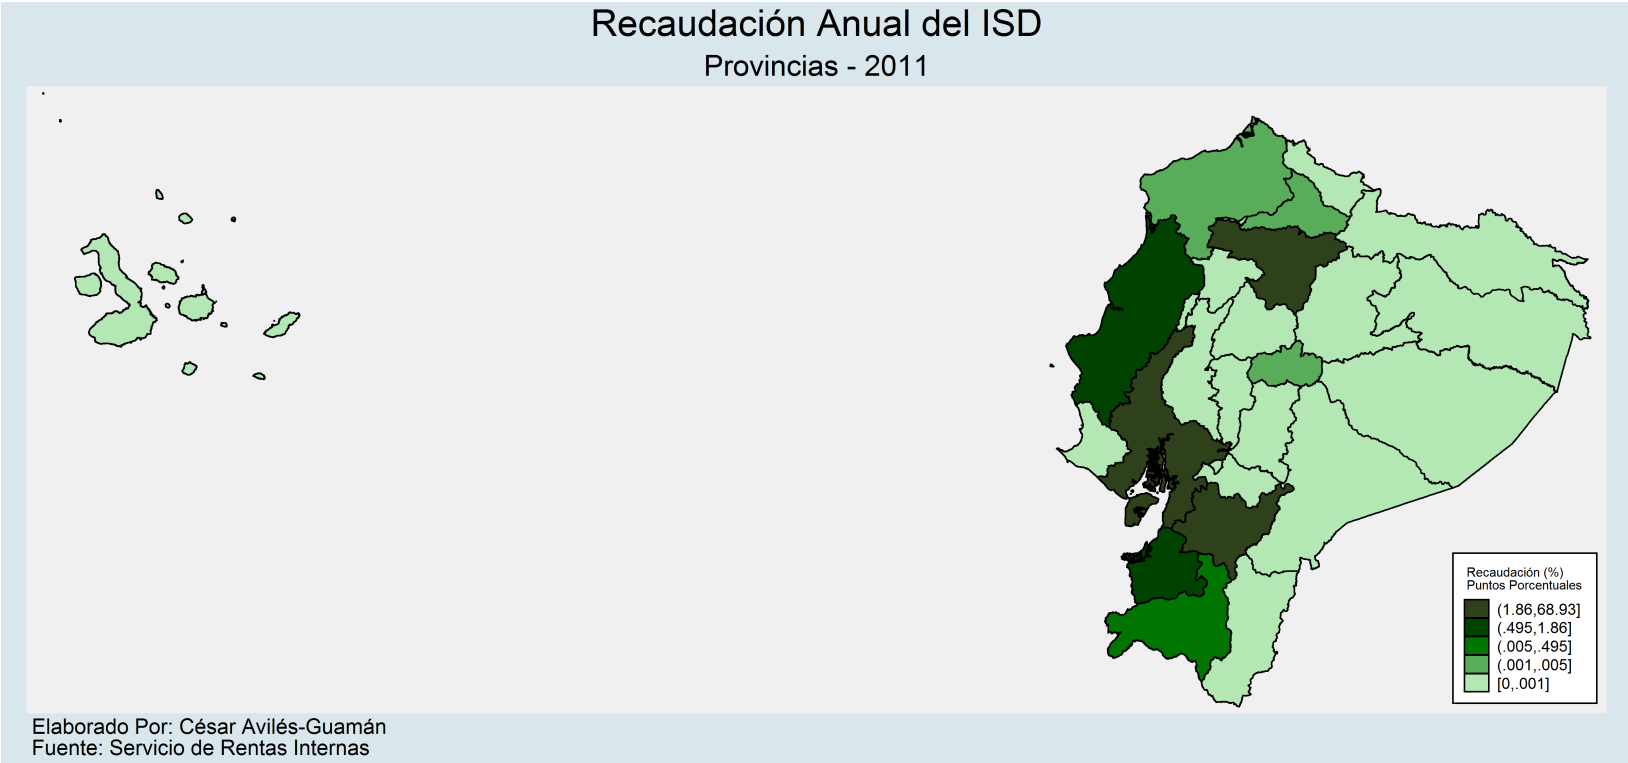 Recaudación Anual del ISD
Provincias - 2011
Recaudación (%)
Puntos Porcentuales
(1.86,68.93]
(.495,1.86]
(.005,.495]
(.001,.005]
[0,.001]
Elaborado Por: César Avilés-Guamán
Fuente: Servicio de Rentas Internas